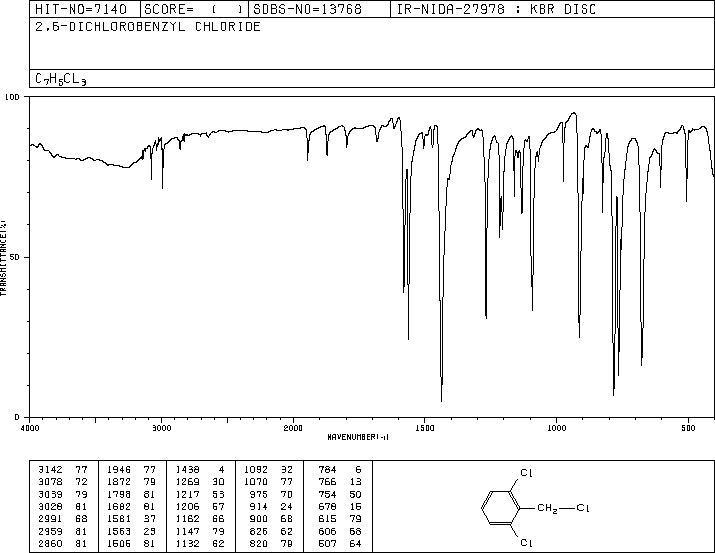 HIT-NO=7140 SCORE= ( ) SDBS-NO=13768 IR-NIDA-27978 : KBR DISC
2,6-DICHLOROBENZYL CHLORIDE
C7H5CL3
100
50
0
TRANSMITTANCE(%)
4000 3000 2000 1500 1000 500
WAVENUMBER(-1)
3142 77 1946 77 1438 4 1092 32 784 6
3078 72 1872 79 1269 30 1070 77 766 13
3039 79 1798 81 1217 53 975 70 754 50
3028 81 1682 81 1206 57 914 24 678 15
2991 68 1581 37 1162 66 900 68 615 79
2959 81 1563 23 1147 79 826 62 606 68
2860 81 1505 81 1132 62 820 79 507 64
Cl
CH2 Cl
Cl